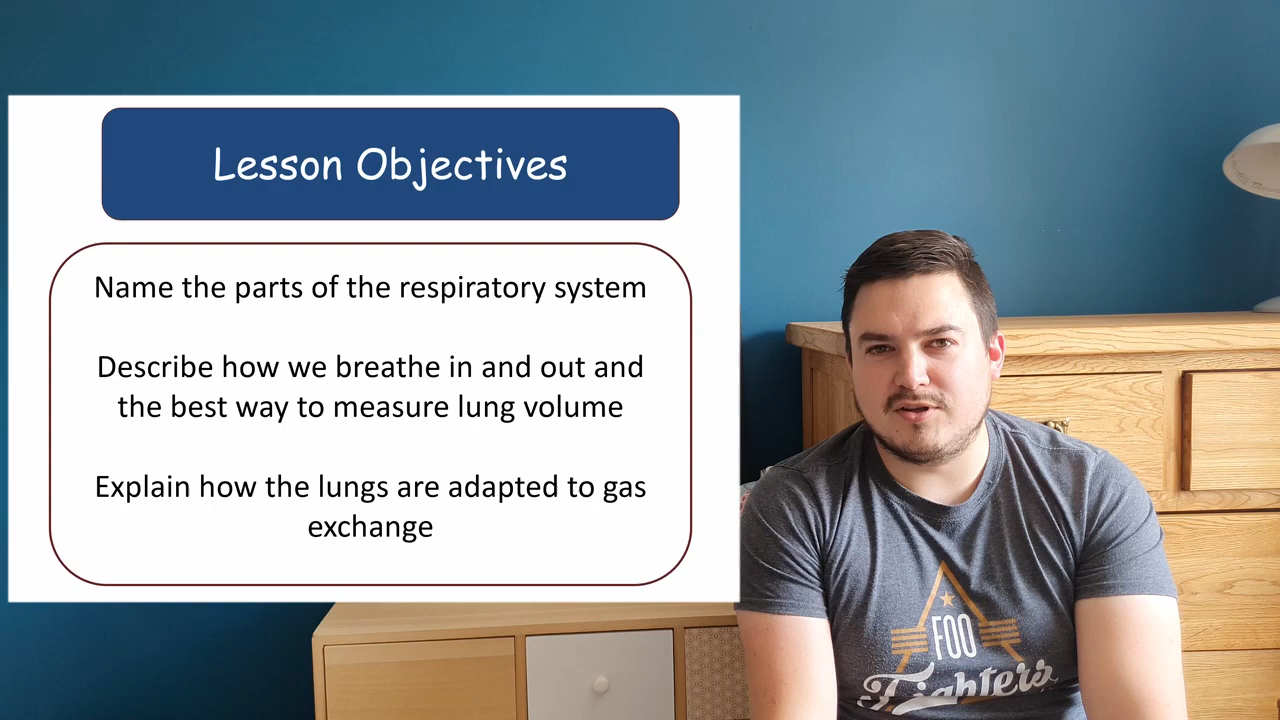 Lesson Objectives
Name the parts of the respiratory system
Describe how we breathe in and out and
the best way to measure lung volume
Explain how the lungs are adapted to gas
exchange
FOO
Fighters